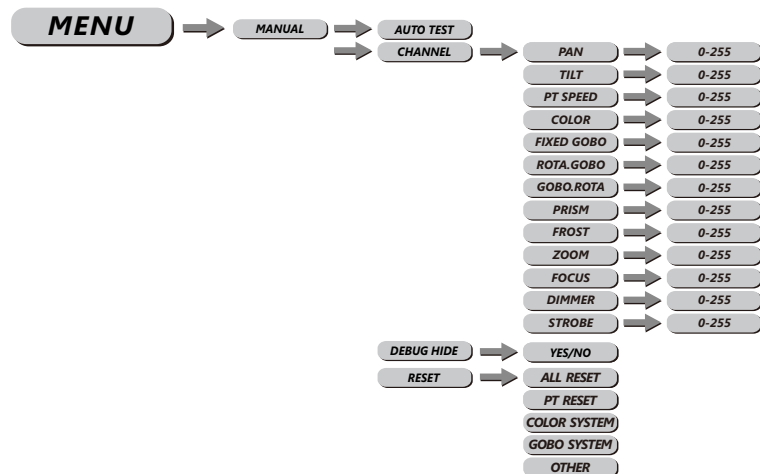 MENU MANUAL AUTO TEST
CHANNEL PAN 0-255
TILT 0-255
PT SPEED 0-255
COLOR 0-255
FIXED GOBO 0-255
ROTA.GOBO 0-255
GOBO.ROTA 0-255
PRISM 0-255
FROST 0-255
ZOOM 0-255
FOCUS 0-255
DIMMER 0-255
STROBE 0-255
DEBUG HIDE YES/NO
RESET ALL RESET
PT RESET
COLOR SYSTEM
GOBO SYSTEM
OTHER